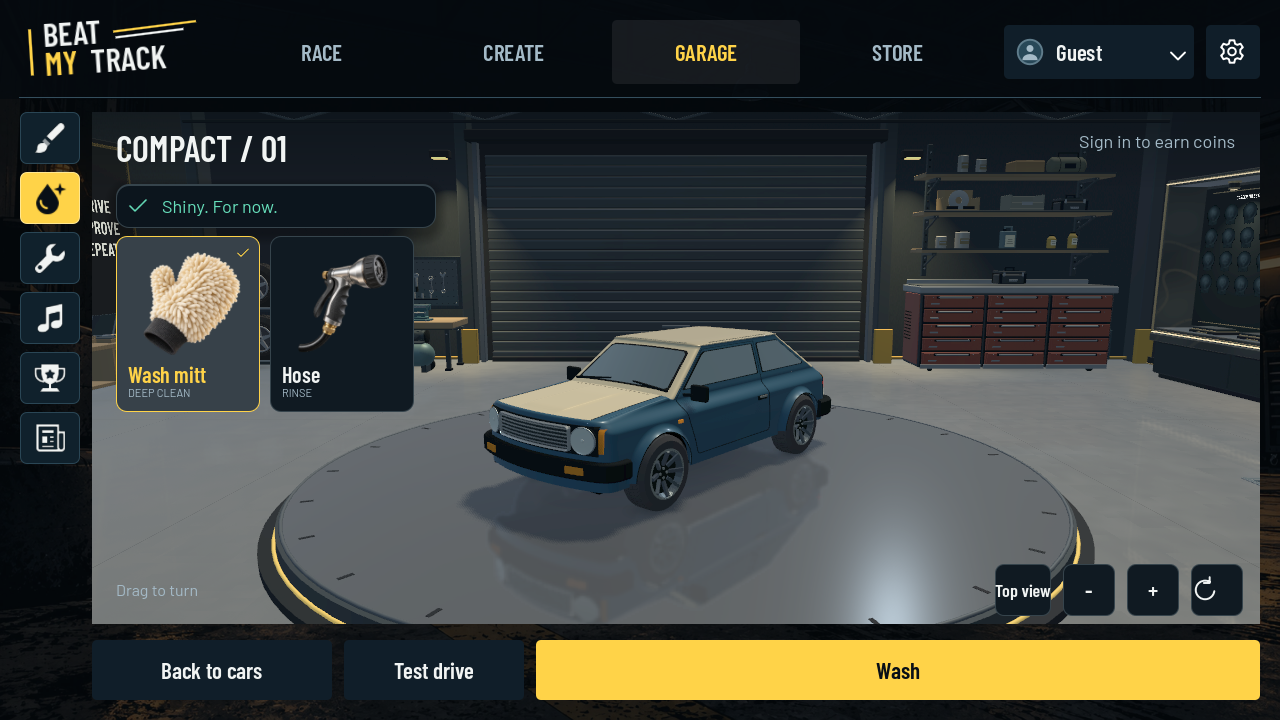 BEAT
MY TRACK
RACE
CREATE
GARAGE
STORE
Guest
COMPACT / 01
Sign in to earn coins
Shiny. For now.
Wash mitt
DEEP CLEAN
Hose
RINSE
Drag to turn
Top view
-
+
Back to cars
Test drive
Wash